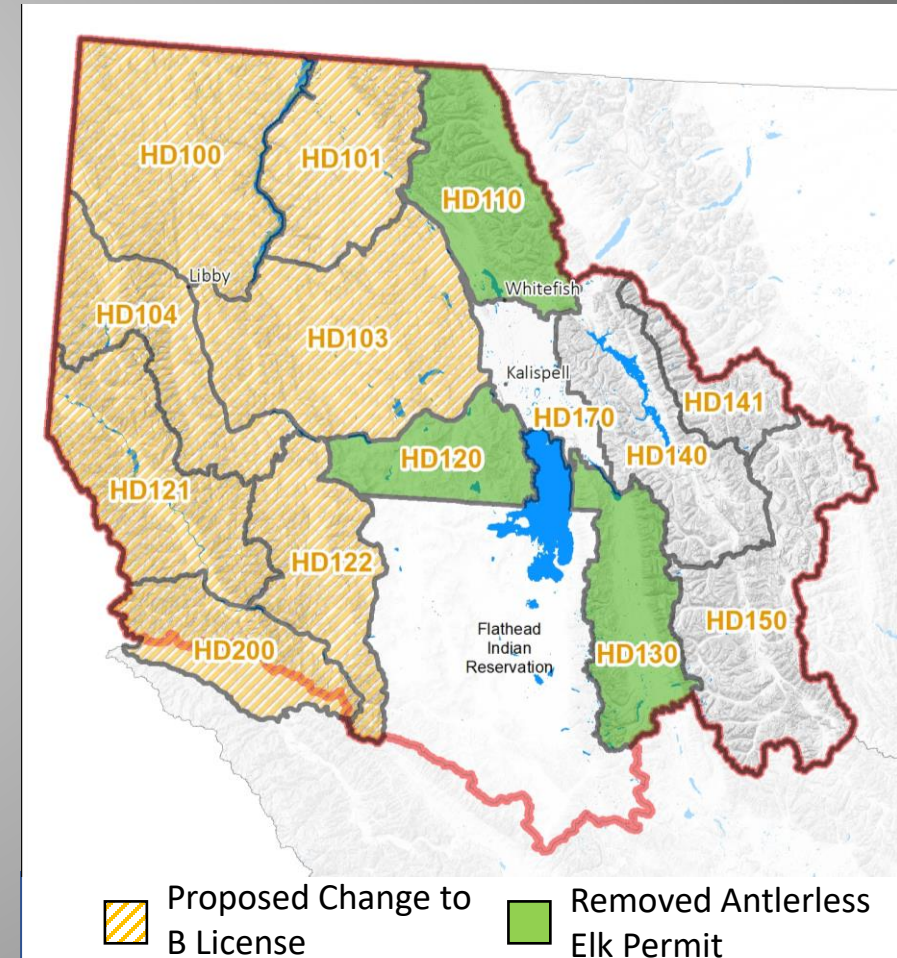 HD100
HD101
HD110
Libby
Whitefish
HD104
HD103
Kalispell
HD141
HD170
HD140
HD120
HD121
HD122
HD150
Flathead
Indian
Reservation
HD200
HD130
Proposed Change to
B License
Removed Antlerless
Elk Permit